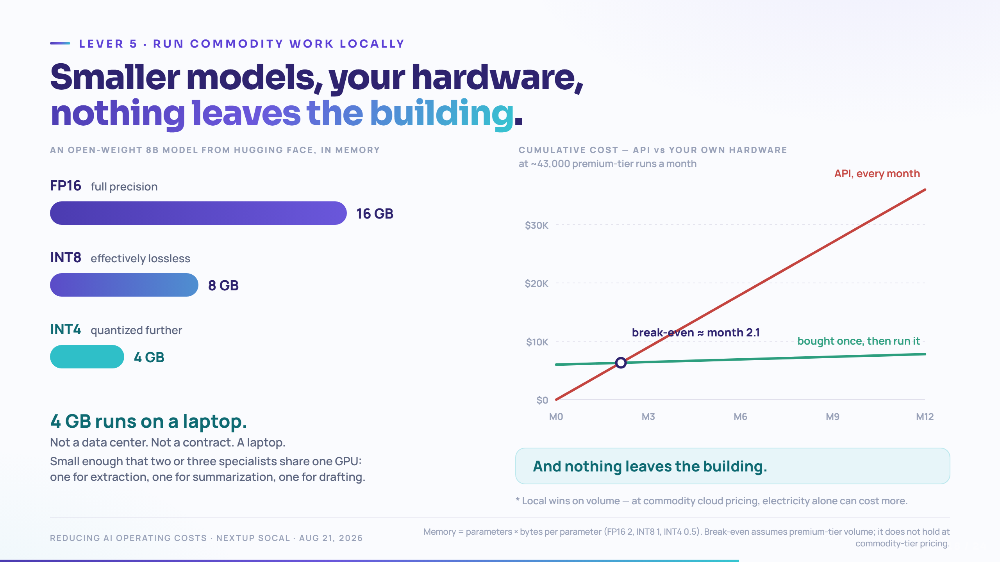 LEVER 5 · RUN COMMODITY WORK LOCALLY
Smaller models, your hardware,
nothing leaves the building.
AN OPEN-WEIGHT 8B MODEL FROM HUGGING FACE, IN MEMORY
FP16 full precision
16 GB
INT8 effectively lossless
8 GB
INT4 quantized further
4 GB
4 GB runs on a laptop.
Not a data center. Not a contract. A laptop.
Small enough that two or three specialists share one GPU:
one for extraction, one for summarization, one for drafting.
CUMULATIVE COST — API vs YOUR OWN HARDWARE
at ~43,000 premium-tier runs a month
API, every month
$30K
$20K
break-even ≈ month 2.1
$10K
bought once, then run it
$0
M0 M3 M6 M9 M12
And nothing leaves the building.
* Local wins on volume — at commodity cloud pricing, electricity alone can cost more.
REDUCING AI OPERATING COSTS · NEXTUP SOCAL · AUG 21, 2026
Memory = parameters × bytes per parameter (FP16 2, INT8 1, INT4 0.5). Break-even assumes premium-tier volume; it does not hold at
commodity-tier pricing.